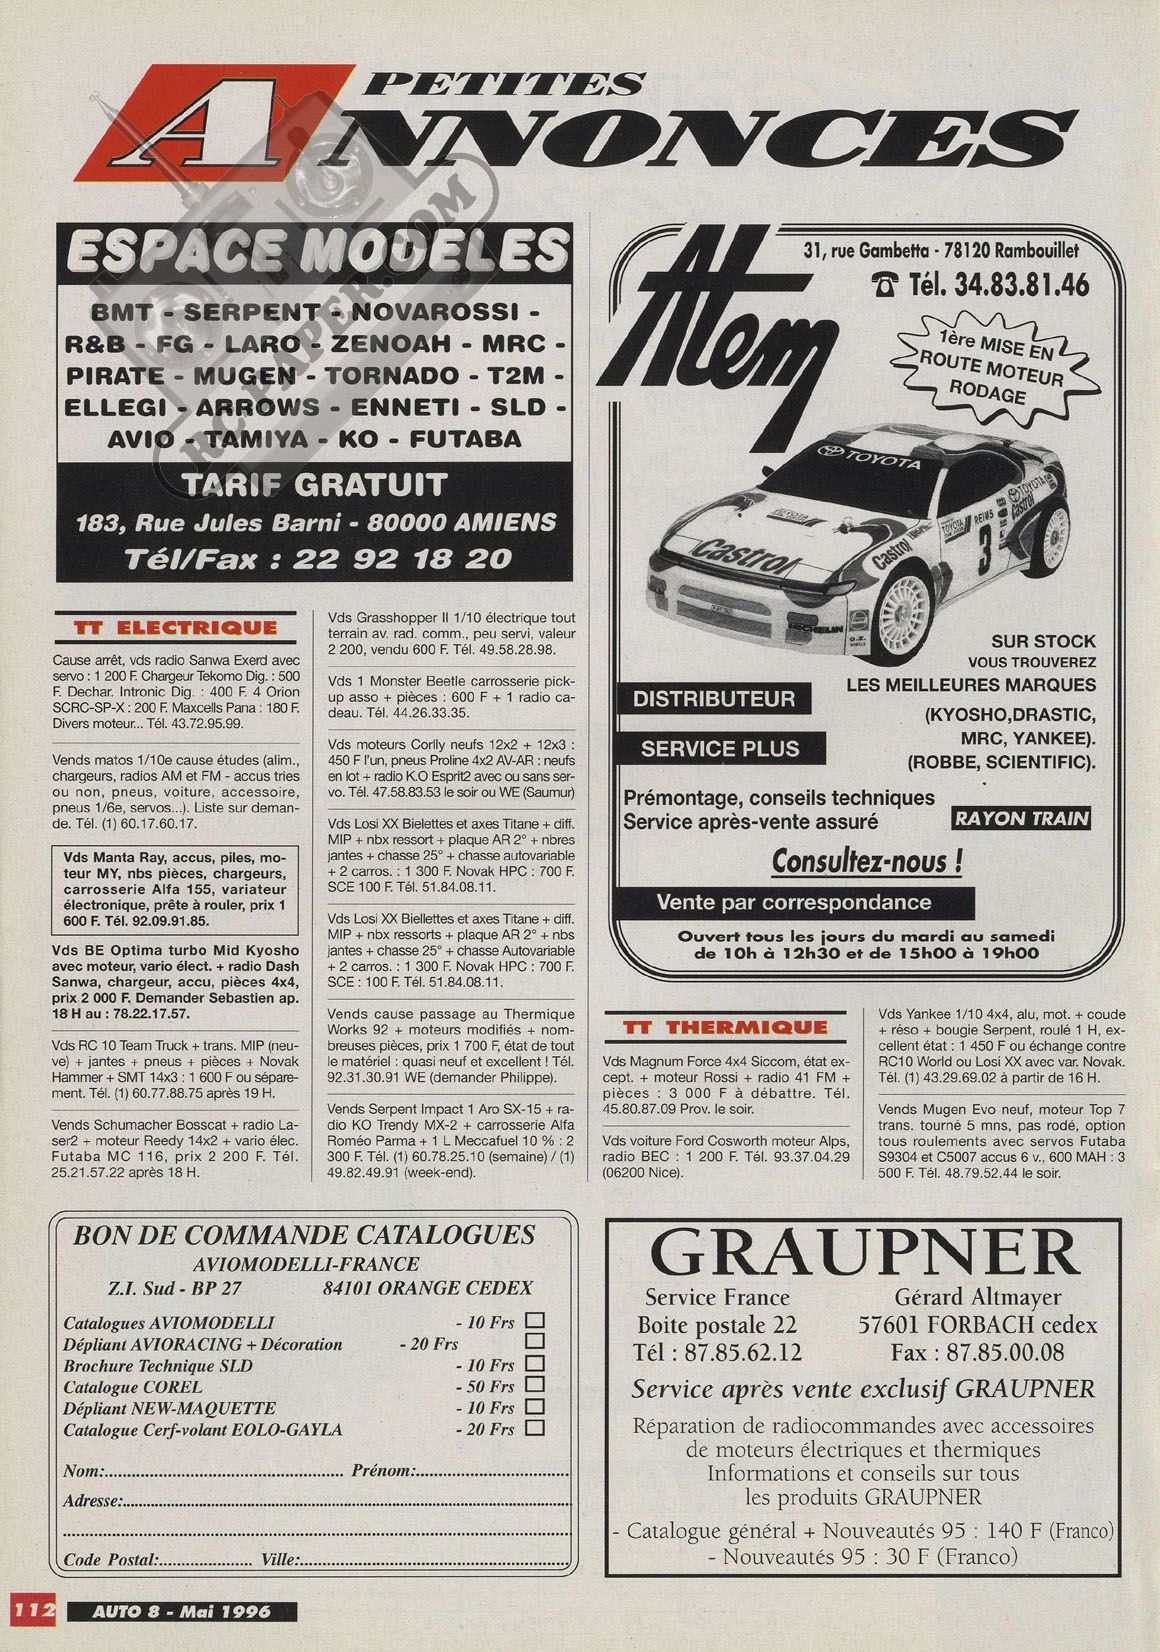 PETITES
ANNONCES
RC-PAPER.COM
ESPACE MODELES
BMT - SERPENT - NOVAROSSI -
R&B - FG - LARO - ZENOAH - MRC -
PIRATE - MUGEN - TORNADO - T2M -
ELLEGI - ARROWS - ENNETI - SLD -
AVIO - TAMIYA - KO - FUTABA
TARIF GRATUIT
183, Rue Jules Barni - 80000 AMIENS
Tél/Fax : 22 92 18 20
Atem
31, rue Gambetta - 78120 Rambouillet
☎ Tél. 34.83.81.46
1ère MISE EN
ROUTE MOTEUR
RODAGE
TOYOTA
TOYOTA
Castrol
Castrol
Castrol
REIMS
3
MICHELIN
O.Z.
SUR STOCK
VOUS TROUVEREZ
LES MEILLEURES MARQUES
(KYOSHO,DRASTIC,
MRC, YANKEE).
(ROBBE, SCIENTIFIC).
DISTRIBUTEUR
SERVICE PLUS
Prémontage, conseils techniques
Service après-vente assuré
RAYON TRAIN
Consultez-nous !
Vente par correspondance
Ouvert tous les jours du mardi au samedi
de 10h à 12h30 et de 15h00 à 19h00
TT ELECTRIQUE
Cause arrêt, vds radio Sanwa Exerd avec
servo : 1 200 F. Chargeur Tekomo Dig. : 500
F. Dechar. Intronic Dig. : 400 F. 4 Orion
SCRC-SP-X : 200 F. Maxcells Pana : 180 F.
Divers moteur... Tél. 43.72.95.99.
Vends matos 1/10e cause études (alim.,
chargeurs, radios AM et FM - accus tries
ou non, pneus, voiture, accessoire,
pneus 1/6e, servos...). Liste sur deman-
de. Tél. (1) 60.17.60.17.
Vds Manta Ray, accus, piles, mo-
teur MY, nbs pièces, chargeurs,
carrosserie Alfa 155, variateur
électronique, prête à rouler, prix 1
600 F. Tél. 92.09.91.85.
Vds BE Optima turbo Mid Kyosho
avec moteur, vario élect. + radio Dash
Sanwa, chargeur, accu, pièces 4x4,
prix 2 000 F. Demander Sebastien ap.
18 H au : 78.22.17.57.
Vds RC 10 Team Truck + trans. MIP (neu-
ve) + jantes + pneus + pièces + Novak
Hammer + SMT 14x3 : 1 600 F ou séparé-
ment. Tél. (1) 60.77.88.75 après 19 H.
Vends Schumacher Bosscat + radio La-
ser2 + moteur Reedy 14x2 + vario élec.
Futaba MC 116, prix 2 200 F. Tél.
25.21.57.22 après 18 H.
Vds Grasshopper II 1/10 électrique tout
terrain av. rad. comm., peu servi, valeur
2 200, vendu 600 F. Tél. 49.58.28.98.
Vds 1 Monster Beetle carrosserie pick-
up asso + pièces : 600 F + 1 radio ca-
deau. Tél. 44.26.33.35.
Vds moteurs Corlly neufs 12x2 + 12x3 :
450 F l'un, pneus Proline 4x2 AV-AR : neufs
en lot + radio K.O Esprit2 avec ou sans ser-
vo. Tél. 47.58.83.53 le soir ou WE (Saumur)
Vds Losi XX Bielettes et axes Titane + diff.
MIP + nbx ressort + plaque AR 2° + nbres
jantes + chasse 25° + chasse autovariable
+ 2 carros. : 1 300 F. Novak HPC : 700 F.
SCE 100 F. Tél. 51.84.08.11.
Vds Losi XX Biellettes et axes Titane + diff.
MIP + nbx ressorts + plaque AR 2° + nbs
jantes + chasse 25° + chasse Autovariable
+ 2 carros. : 1 300 F. Novak HPC : 700 F.
SCE : 100 F. Tél. 51.84.08.11.
Vends cause passage au Thermique
Works 92 + moteurs modifiés + nom-
breuses pièces, prix 1 700 F, état de tout
le matériel : quasi neuf et excellent ! Tél.
92.31.30.91 WE (demander Philippe).
Vends Serpent Impact 1 Aro SX-15 + ra-
dio KO Trendy MX-2 + carrosserie Alfa
Roméo Parma + 1 L Meccafuel 10 % : 2
300 F. Tél. (1) 60.78.25.10 (semaine) / (1)
49.82.49.91 (week-end).
TT THERMIQUE
Vds Magnum Force 4x4 Siccom, état ex-
cept. + moteur Rossi + radio 41 FM +
pièces : 3 000 F à débattre. Tél.
45.80.87.09 Prov. le soir.
Vds voiture Ford Cosworth moteur Alps,
radio BEC : 1 200 F. Tél. 93.37.04.29
(06200 Nice).
Vds Yankee 1/10 4x4, alu, mot. + coude
+ réso + bougie Serpent, roulé 1 H, ex-
cellent état : 1 450 F ou échange contre
RC10 World ou Losi XX avec var. Novak.
Tél. (1) 43.29.69.02 à partir de 16 H.
Vends Mugen Evo neuf, moteur Top 7
trans. tourné 5 mns, pas rodé, option
tous roulements avec servos Futaba
S9304 et C5007 accus 6 v., 600 MAH : 3
500 F. Tél. 48.79.52.44 le soir.
BON DE COMMANDE CATALOGUES
AVIOMODELLI-FRANCE
Z.I. Sud - BP 27 84101 ORANGE CEDEX
Catalogues AVIOMODELLI - 10 Frs
Dépliant AVIORACING + Décoration - 20 Frs
Brochure Technique SLD - 10 Frs
Catalogue COREL - 50 Frs
Dépliant NEW-MAQUETTE - 10 Frs
Catalogue Cerf-volant EOLO-GAYLA - 20 Frs
Nom:.......... Prénom:..........
Adresse:..........
Code Postal:.......... Ville:..........
GRAUPNER
Service France Gérard Altmayer
Boite postale 22 57601 FORBACH cedex
Tél : 87.85.62.12 Fax : 87.85.00.08
Service après vente exclusif GRAUPNER
Réparation de radiocommandes avec accessoires
de moteurs électriques et thermiques
Informations et conseils sur tous
les produits GRAUPNER
- Catalogue général + Nouveautés 95 : 140 F (Franco)
- Nouveautés 95 : 30 F (Franco)
112 AUTO 8 - Mai 1996